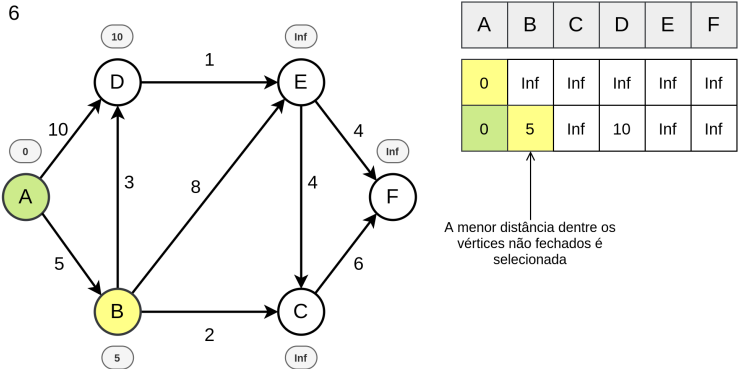 6
10
Inf
D
1
E
10
4
0
Inf
A
3
8
4
F
5
6
B
2
C
5
Inf
A B C D E F
0 Inf Inf Inf Inf Inf
0 5 Inf 10 Inf Inf
A menor distância dentre os
vértices não fechados é
selecionada